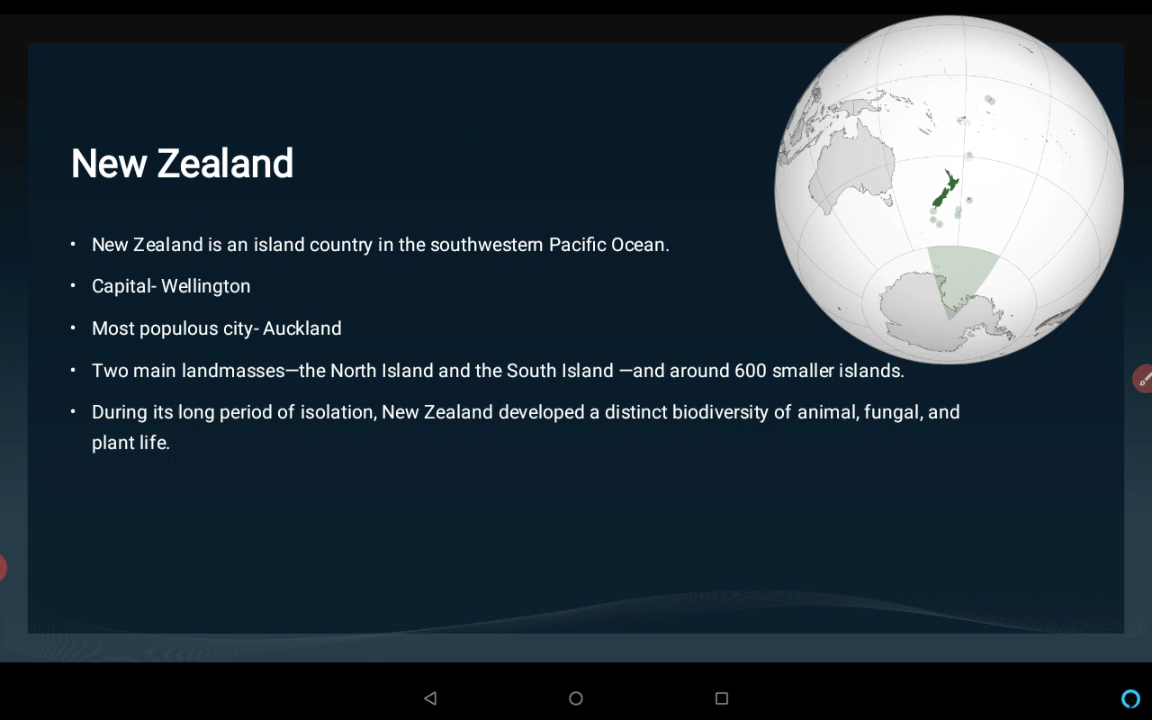 New Zealand
• New Zealand is an island country in the southwestern Pacific Ocean.
• Capital- Wellington
• Most populous city- Auckland
• Two main landmasses—the North Island and the South Island —and around 600 smaller islands.
• During its long period of isolation, New Zealand developed a distinct biodiversity of animal, fungal, and
plant life.